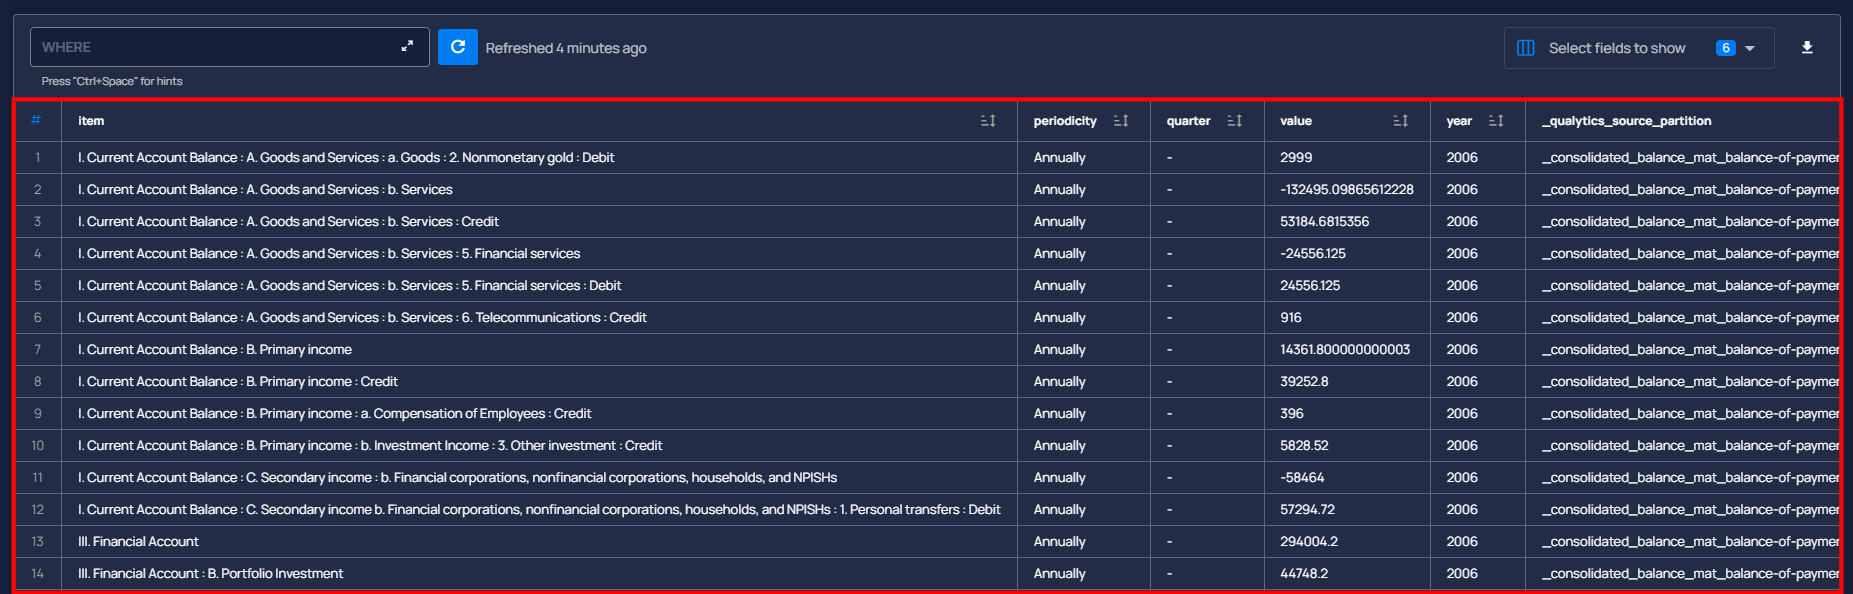 WHERE
Refreshed 4 minutes ago
Select fields to show 6
Press "Ctrl+Space" for hints
# item periodicity quarter value year _qualytics_source_partition
1 I. Current Account Balance : A. Goods and Services : a. Goods : 2. Nonmonetary gold : Debit Annually - 2999 2006 _consolidated_balance_mat_balance-of-paymer
2 I. Current Account Balance : A. Goods and Services : b. Services Annually - -132495.09865612228 2006 _consolidated_balance_mat_balance-of-paymer
3 I. Current Account Balance : A. Goods and Services : b. Services : Credit Annually - 53184.6815356 2006 _consolidated_balance_mat_balance-of-paymer
4 I. Current Account Balance : A. Goods and Services : b. Services : 5. Financial services Annually - -24556.125 2006 _consolidated_balance_mat_balance-of-paymer
5 I. Current Account Balance : A. Goods and Services : b. Services : 5. Financial services : Debit Annually - 24556.125 2006 _consolidated_balance_mat_balance-of-paymer
6 I. Current Account Balance : A. Goods and Services : b. Services : 6. Telecommunications : Credit Annually - 916 2006 _consolidated_balance_mat_balance-of-paymer
7 I. Current Account Balance : B. Primary income Annually - 14361.800000000003 2006 _consolidated_balance_mat_balance-of-paymer
8 I. Current Account Balance : B. Primary income : Credit Annually - 39252.8 2006 _consolidated_balance_mat_balance-of-paymer
9 I. Current Account Balance : B. Primary income : a. Compensation of Employees : Credit Annually - 396 2006 _consolidated_balance_mat_balance-of-paymer
10 I. Current Account Balance : B. Primary income : b. Investment Income : 3. Other investment : Credit Annually - 5828.52 2006 _consolidated_balance_mat_balance-of-paymer
11 I. Current Account Balance : C. Secondary income : b. Financial corporations, nonfinancial corporations, households, and NPISHs Annually - -58464 2006 _consolidated_balance_mat_balance-of-paymer
12 I. Current Account Balance : C. Secondary income b. Financial corporations, nonfinancial corporations, households, and NPISHs : 1. Personal transfers : Debit Annually - 57294.72 2006 _consolidated_balance_mat_balance-of-paymer
13 III. Financial Account Annually - 294004.2 2006 _consolidated_balance_mat_balance-of-paymer
14 III. Financial Account : B. Portfolio Investment Annually - 44748.2 2006 _consolidated_balance_mat_balance-of-paymer